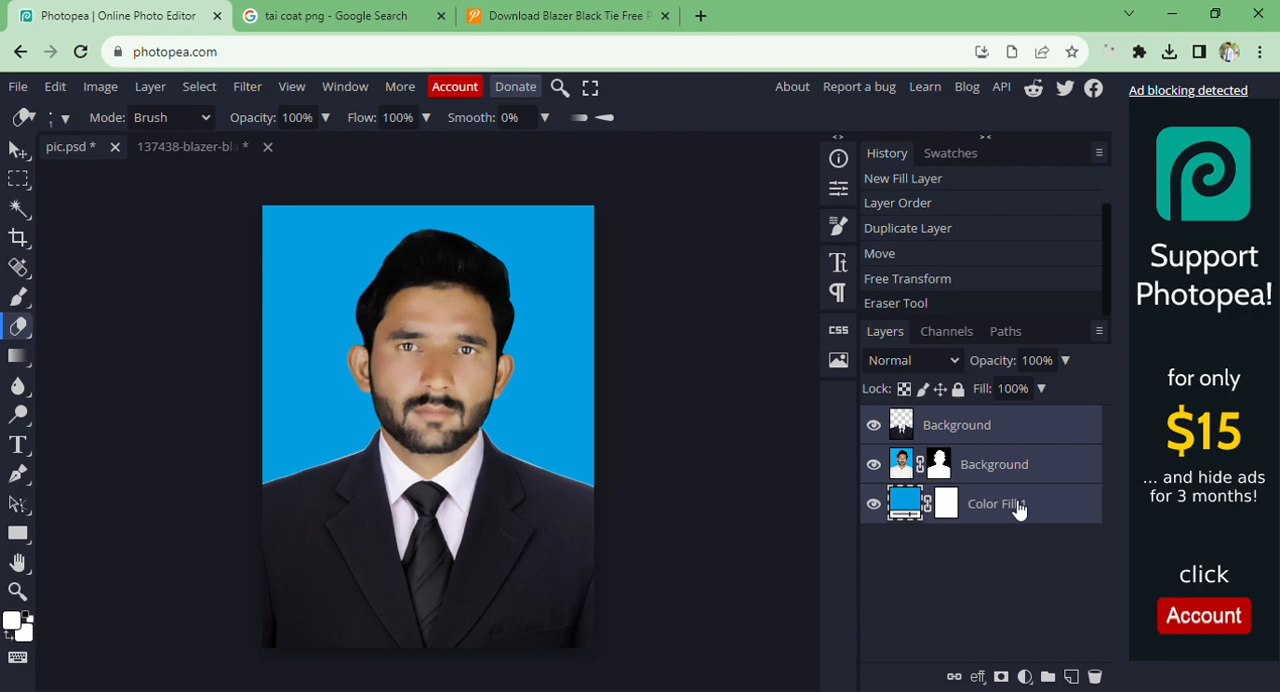 Photopea | Online Photo Editor
tai coat png - Google Search
Download Blazer Black Tie Free P
photopea.com
File Edit Image Layer Select Filter View Window More Account Donate
About Report a bug Learn Blog API
Ad blocking detected
Mode: Brush Opacity: 100% Flow: 100% Smooth: 0%
pic.psd *
137438-blazer-bla *
History Swatches
New Fill Layer
Layer Order
Duplicate Layer
Move
Free Transform
Eraser Tool
CSS
Layers Channels Paths
Normal Opacity: 100%
Lock: Fill: 100%
Background
Background
Color Fill 1
eff
Support
Photopea!
for only
$15
... and hide ads
for 3 months!
click
Account